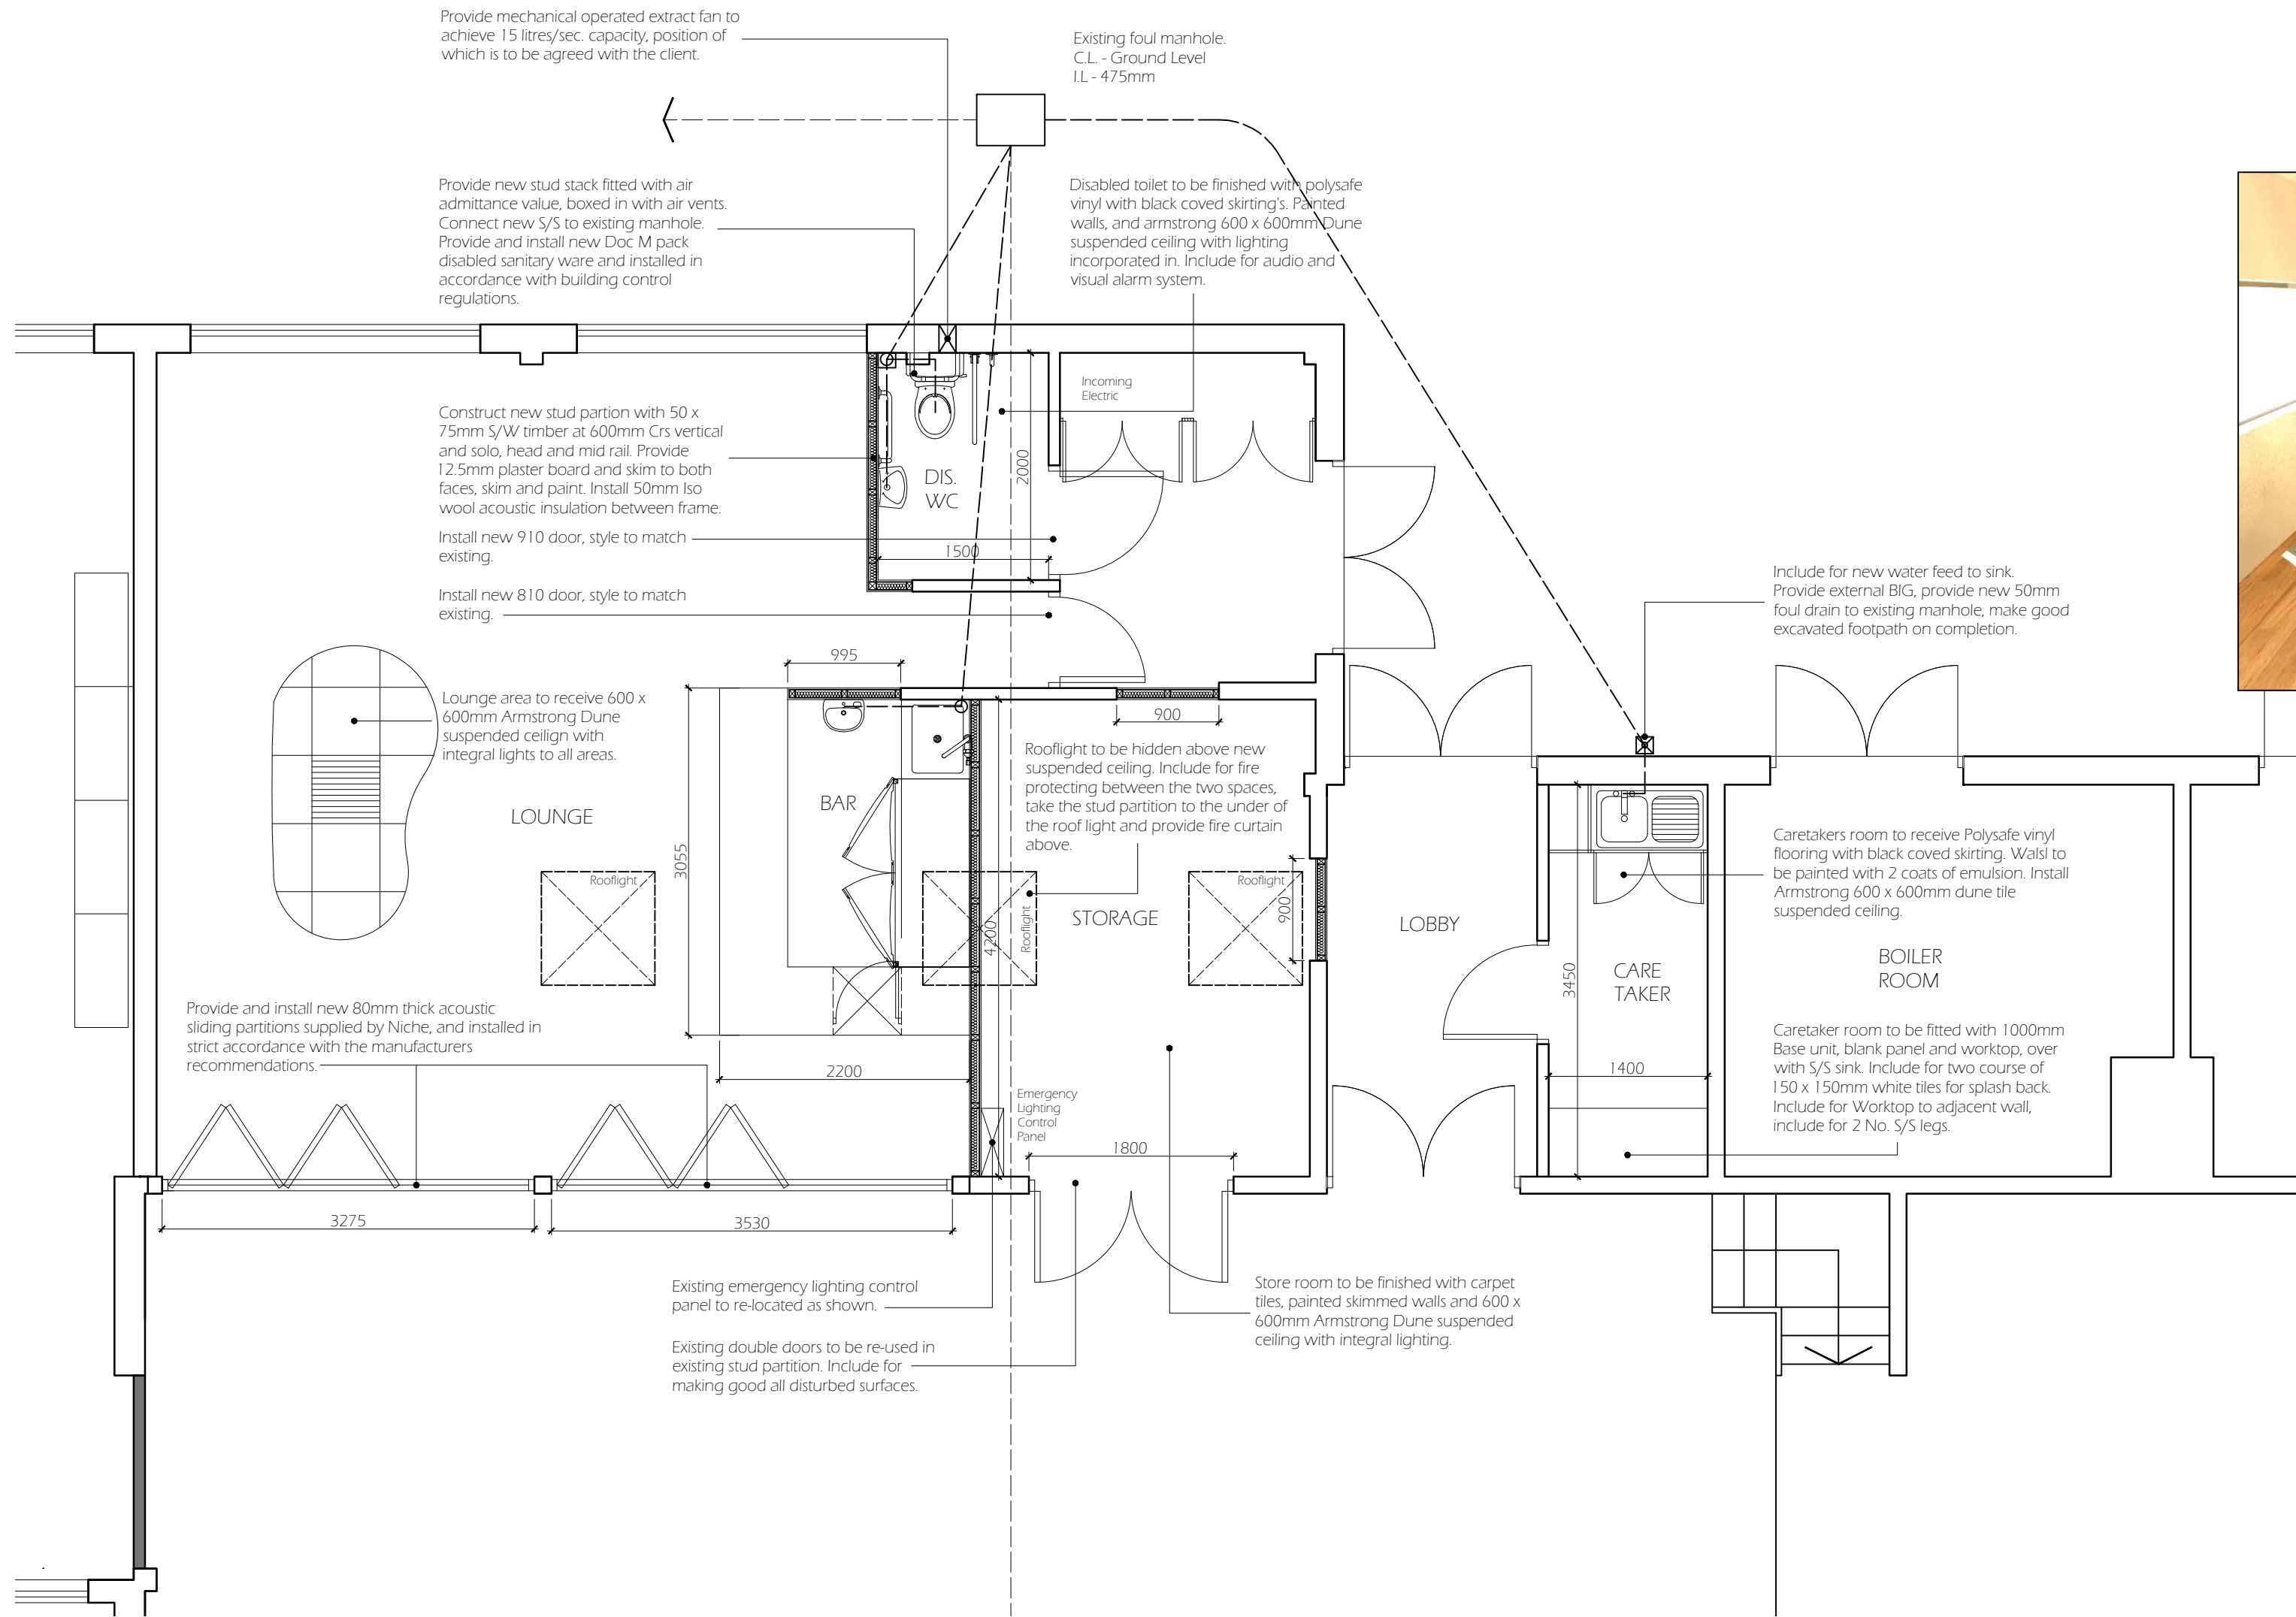 Provide mechanical operated extract fan to
achieve 15 litres/sec. capacity, position of
which is to be agreed with the client.
Existing foul manhole.
C.L. - Ground Level
I.L - 475mm
Provide new stud stack fitted with air
admittance value, boxed in with air vents.
Connect new S/S to existing manhole.
Provide and install new Doc M pack
disabled sanitary ware and installed in
accordance with building control
regulations.
Disabled toilet to be finished with polysafe
vinyl with black coved skirting's. Painted
walls, and armstrong 600 x 600mm Dune
suspended ceiling with lighting
incorporated in. Include for audio and
visual alarm system.
Incoming
Electric
Construct new stud partion with 50 x
75mm S/W timber at 600mm Crs vertical
and solo, head and mid rail. Provide
12.5mm plaster board and skim to both
faces, skim and paint. Install 50mm Iso
wool acoustic insulation between frame.
DIS.
WC
2000
1500
Install new 910 door, style to match
existing.
Install new 810 door, style to match
existing.
Include for new water feed to sink.
Provide external BIG, provide new 50mm
foul drain to existing manhole, make good
excavated footpath on completion.
995
900
Lounge area to receive 600 x
600mm Armstrong Dune
suspended ceilign with
integral lights to all areas.
LOUNGE
BAR
3055
Rooflight to be hidden above new
suspended ceiling. Include for fire
protecting between the two spaces,
take the stud partition to the under of
the roof light and provide fire curtain
above.
Rooflight
Rooflight
Rooflight
900
4200
STORAGE
LOBBY
Caretakers room to receive Polysafe vinyl
flooring with black coved skirting. Walsl to
be painted with 2 coats of emulsion. Install
Armstrong 600 x 600mm dune tile
suspended ceiling.
CARE
TAKER
3450
1400
BOILER
ROOM
Provide and install new 80mm thick acoustic
sliding partitions supplied by Niche, and installed in
strict accordance with the manufacturers
recommendations.
2200
Emergency
Lighting
Control
Panel
1800
Caretaker room to be fitted with 1000mm
Base unit, blank panel and worktop, over
with S/S sink. Include for two course of
150 x 150mm white tiles for splash back.
Include for Worktop to adjacent wall,
include for 2 No. S/S legs.
3275
3530
Existing emergency lighting control
panel to re-located as shown.
Existing double doors to be re-used in
existing stud partition. Include for
making good all disturbed surfaces.
Store room to be finished with carpet
tiles, painted skimmed walls and 600 x
600mm Armstrong Dune suspended
ceiling with integral lighting.